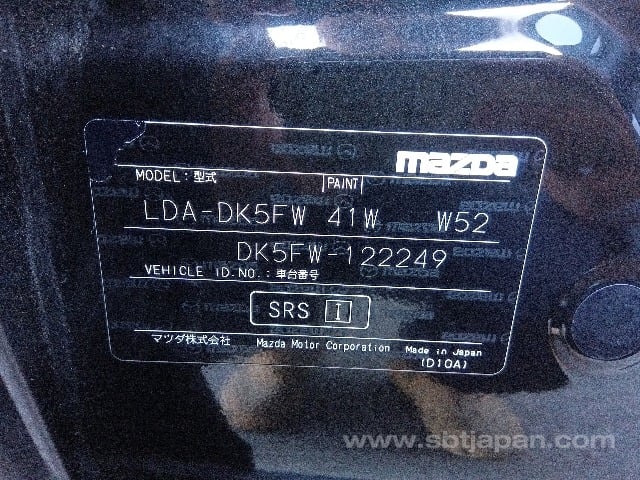 mazda
MODEL:型式 PAINT
LDA-DK5FW 41W W52
DK5FW-122249
VEHICLE ID.NO.:車台番号
SRS I
マツダ株式会社 Mazda Motor Corporation Made in Japan
(D10A)
www.sbtjapan.com